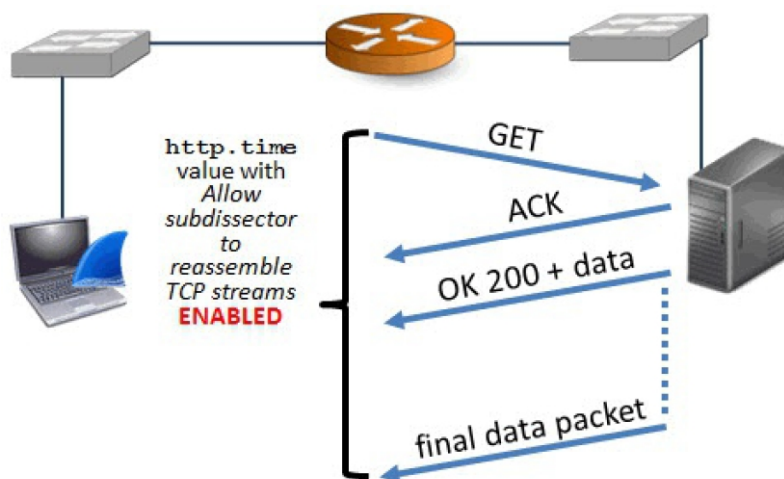 http.time
value with
Allow
subdissector
to
reassemble
TCP streams
ENABLED
GET
ACK
OK 200 + data
final data packet